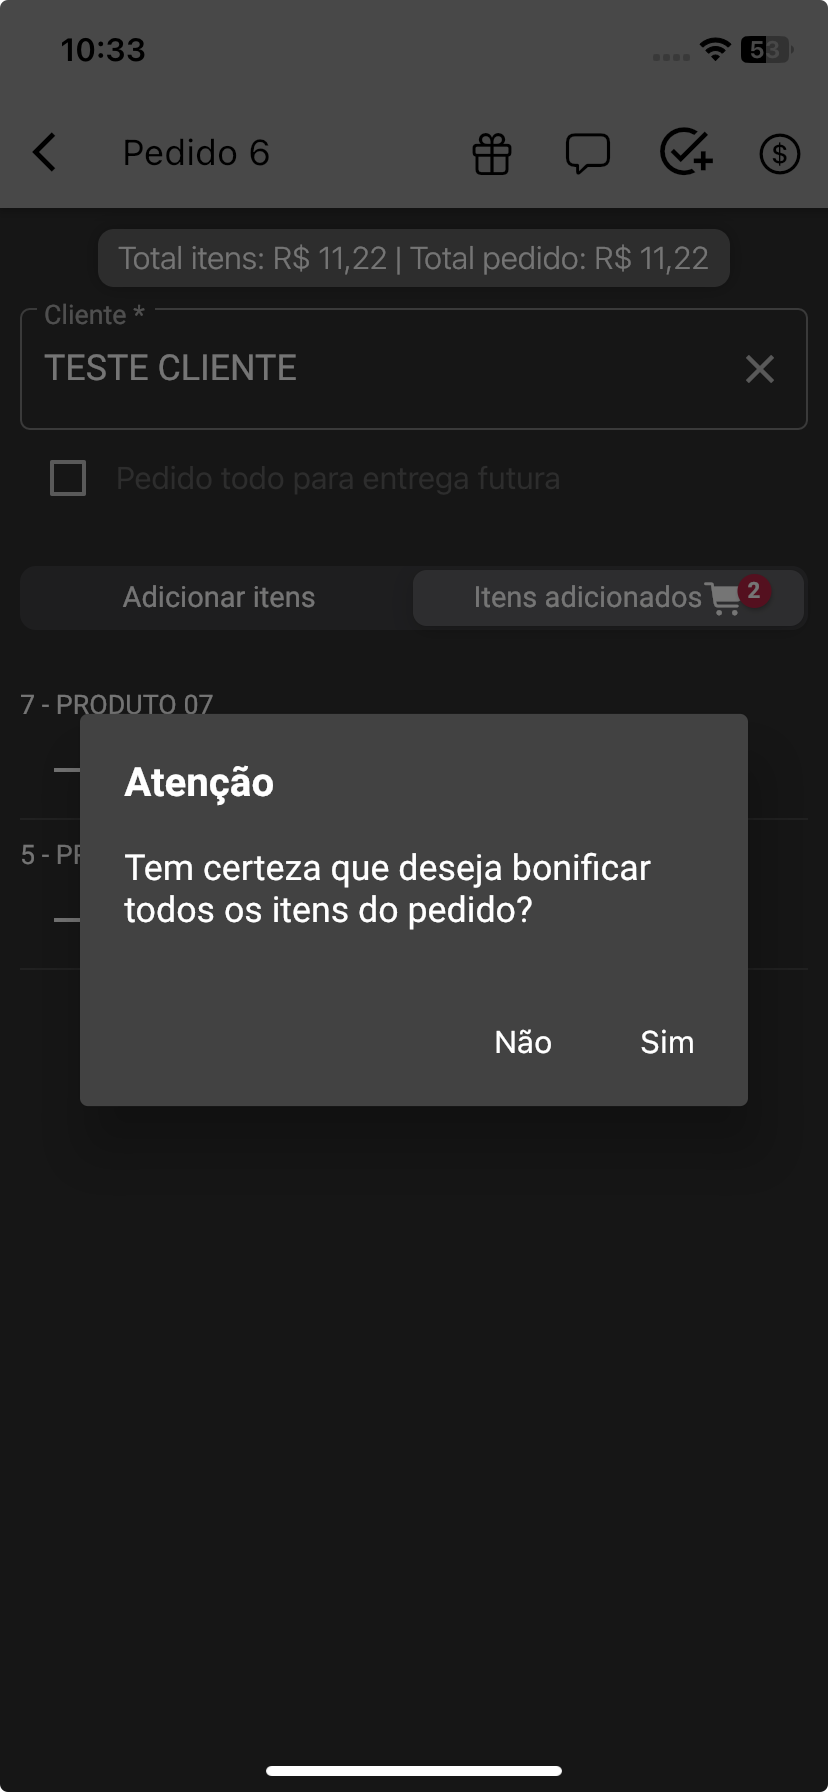 10:33
53
Pedido 6
Total itens: R$ 11,22 | Total pedido: R$ 11,22
Cliente *
TESTE CLIENTE
Pedido todo para entrega futura
Adicionar itens
Itens adicionados 2
7 - PRODUTO 07
5 - PR
Atenção
Tem certeza que deseja bonificar
todos os itens do pedido?
Não Sim